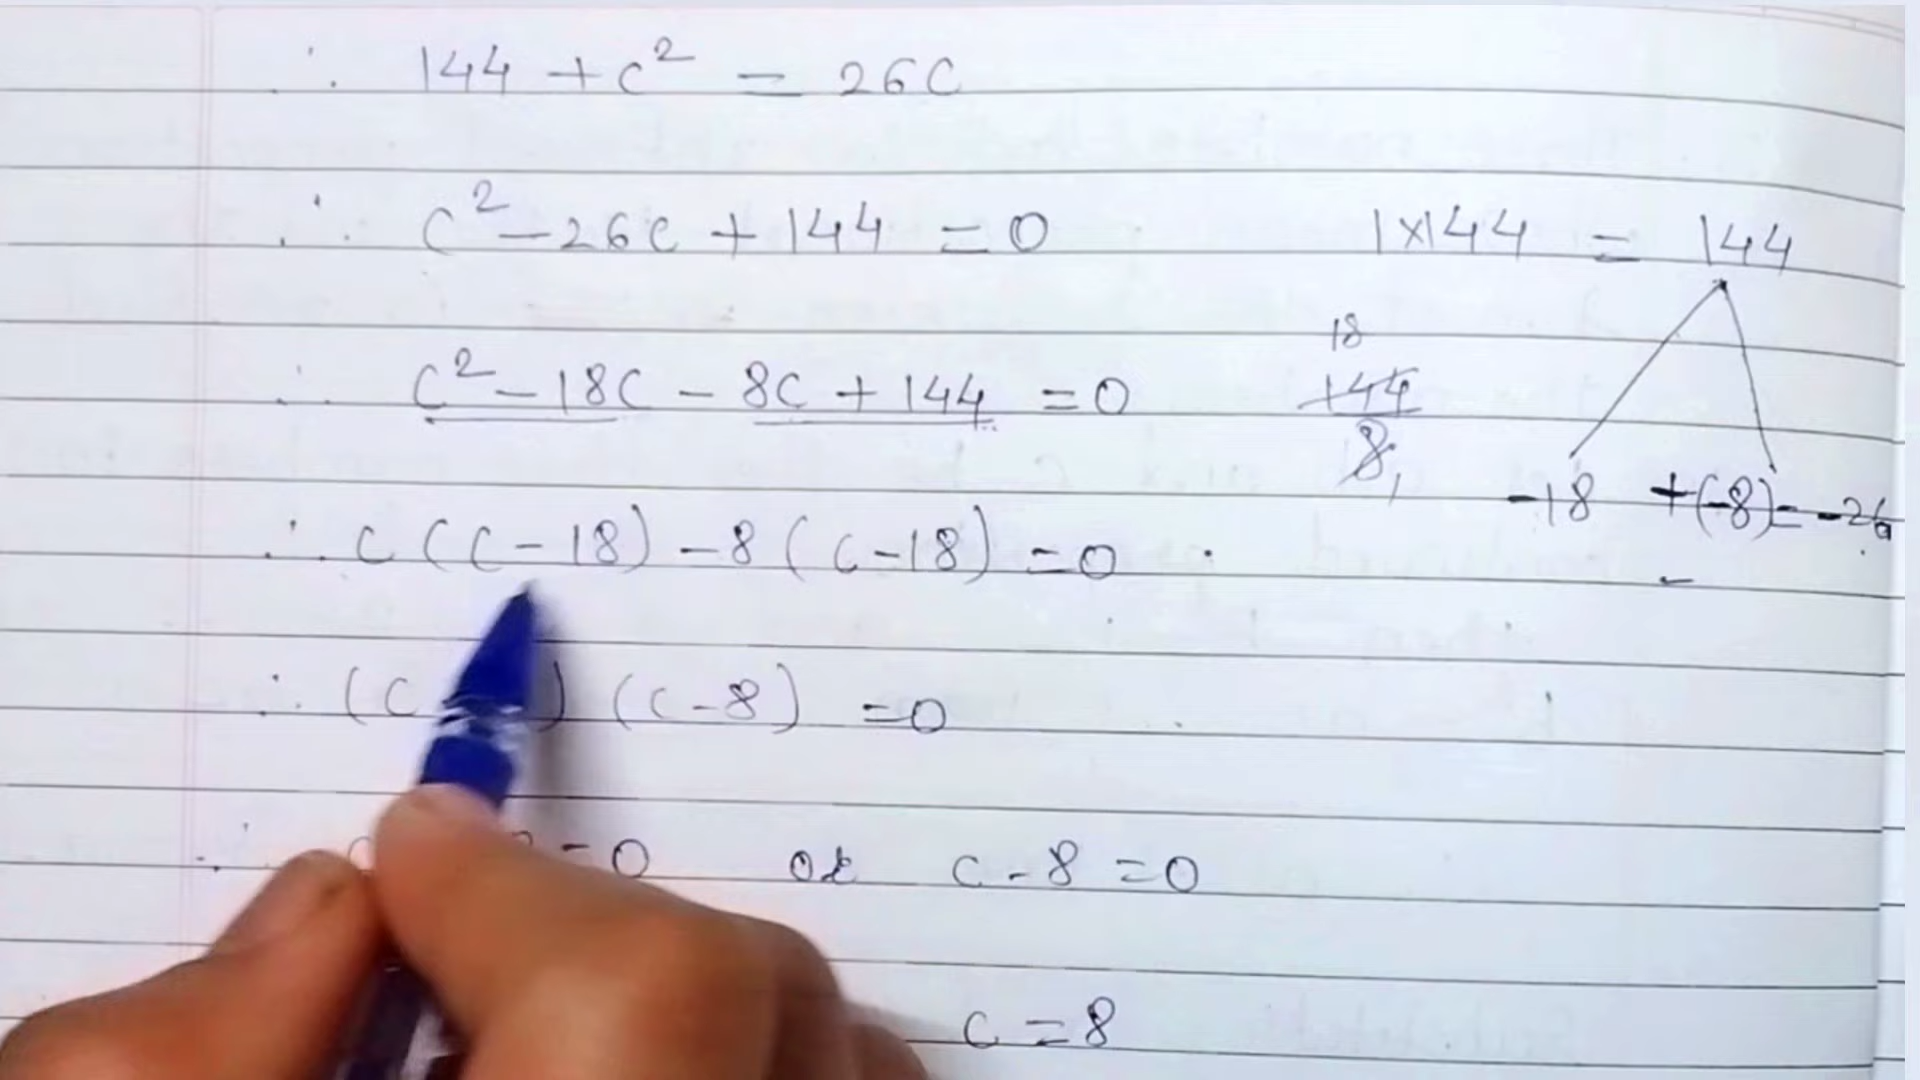 ∴ 144 + c² = 26c
∴ c² - 26c + 144 = 0
1×144 = 144
∴ c² - 18c - 8c + 144 = 0
18
144
8
-18 + (-8) = -26
∴ c (c - 18) - 8 (c - 18) = 0
∴ (c ) (c - 8) = 0
∴ = 0 or c - 8 = 0
c = 8